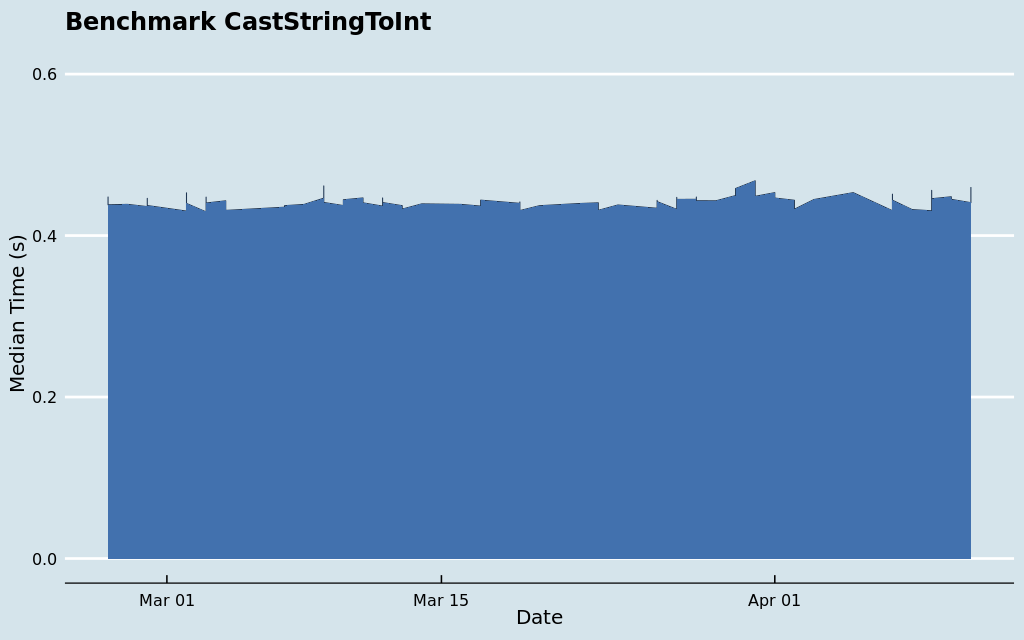 Benchmark CastStringToInt
0.6
0.4
0.2
0.0
Median Time (s)
Mar 01
Mar 15
Apr 01
Date